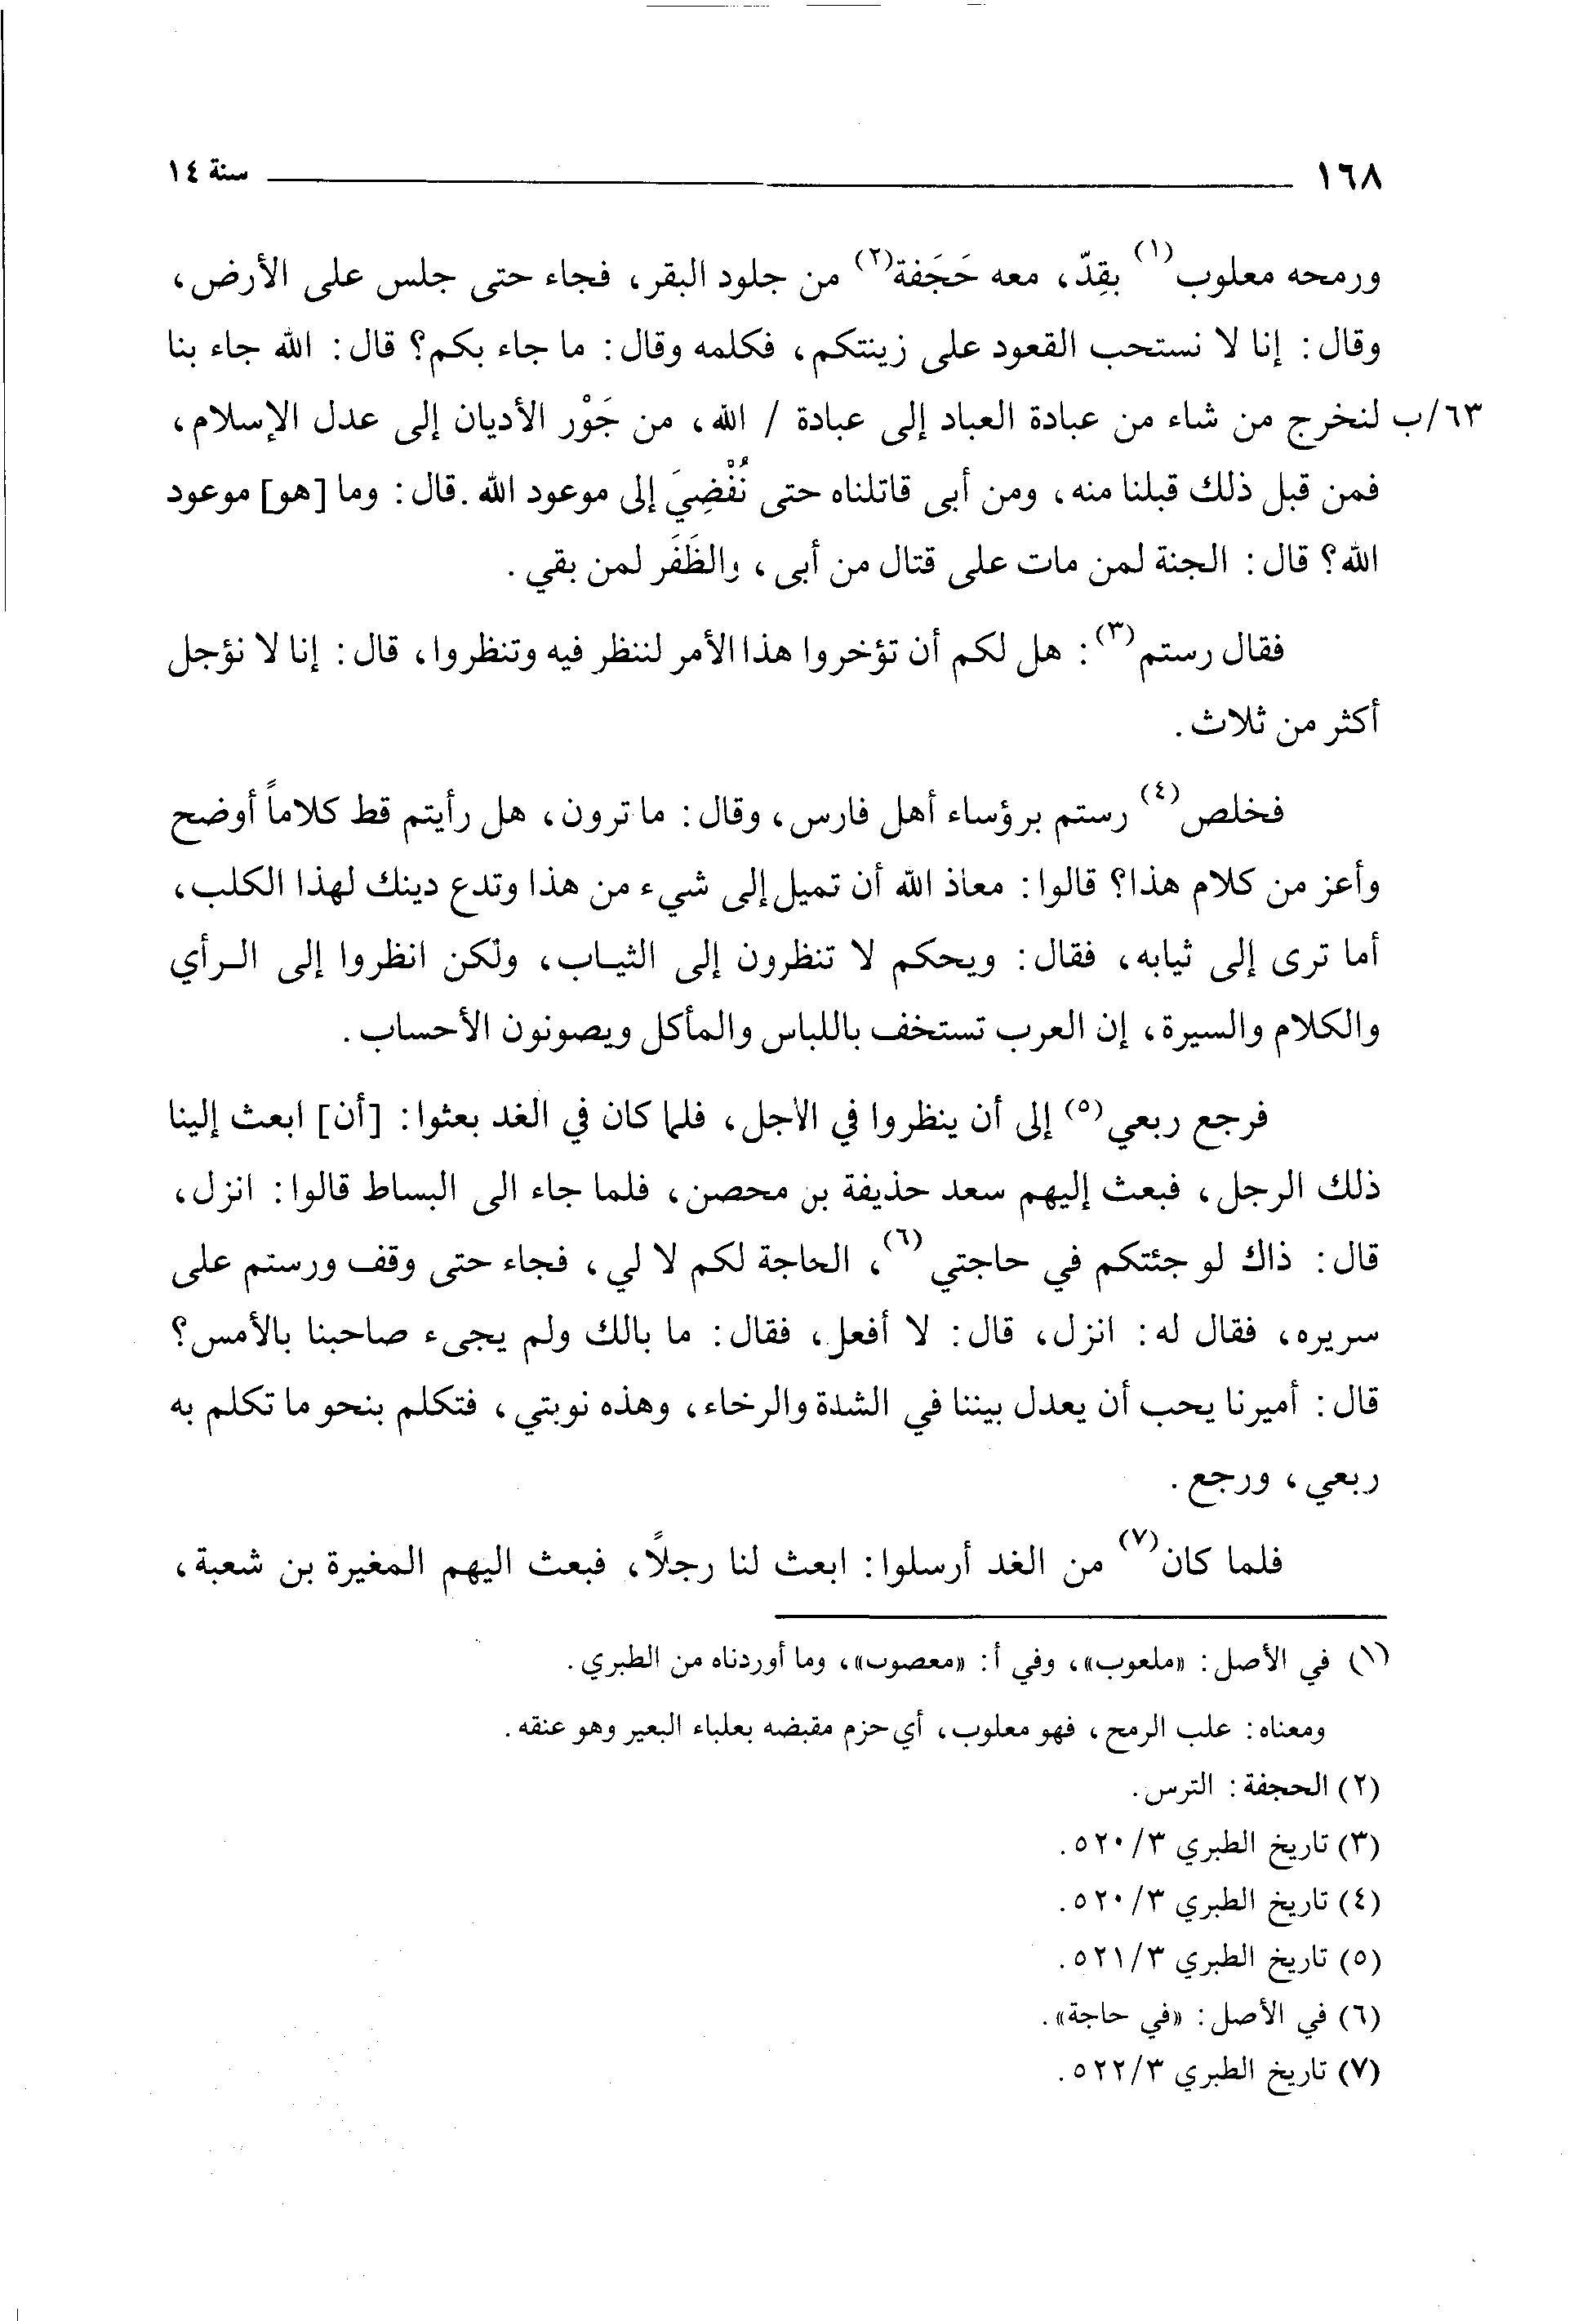 ١٦٨ سنة ١٤
ورمحه معلوب(١) بقِدّ، معه حَجَفة(٢) من جلود البقر، فجاء حتى جلس على الأرض،
وقال: إنا لا نستحب القعود على زينتكم، فكلمه وقال: ما جاء بكم؟ قال: الله جاء بنا
٦٣/ب لنخرج من شاء من عبادة العباد إلى عبادة / الله، من جَوْر الأديان إلى عدل الإسلام،
فمن قبل ذلك قبلنا منه، ومن أبى قاتلناه حتى نُفْضِيَ إلى موعود الله. قال: وما [هو] موعود
الله؟ قال: الجنة لمن مات على قتال من أبى، والظَفَر لمن بقي.
فقال رستم(٣): هل لكم أن تؤخروا هذا الأمر لننظر فيه وتنظروا، قال: إنا لا نؤجل
أكثر من ثلاث.
فخلص(٤) رستم برؤساء أهل فارس، وقال: ما ترون، هل رأيتم قط كلاماً أوضح
وأعز من كلام هذا؟ قالوا: معاذ الله أن تميل إلى شيء من هذا وتدع دينك لهذا الكلب،
أما ترى إلى ثيابه، فقال: ويحكم لا تنظرون إلى الثيـاب، ولكن انظروا إلى الـرأي
والكلام والسيرة، إن العرب تستخف باللباس والمأكل ويصونون الأحساب.
فرجع ربعي(٥) إلى أن ينظروا في الأجل، فلما كان في الغد بعثوا: [أن] ابعث إلينا
ذلك الرجل، فبعث إليهم سعد حذيفة بن محصن، فلما جاء الى البساط قالوا: انزل،
قال: ذاك لو جئتكم في حاجتي(٦)، الحاجة لكم لا لي، فجاء حتى وقف ورستم على
سريره، فقال له: انزل، قال: لا أفعل، فقال: ما بالك ولم يجىء صاحبنا بالأمس؟
قال: أميرنا يحب أن يعدل بيننا في الشدة والرخاء، وهذه نوبتي، فتكلم بنحو ما تكلم به
ربعي، ورجع.
فلما كان(٧) من الغد أرسلوا: ابعث لنا رجلاً، فبعث اليهم المغيرة بن شعبة،
(١) في الأصل: «ملعوب»، وفي أ: «معصوب»، وما أوردناه من الطبري.
ومعناه: علب الرمح، فهو معلوب، أي حزم مقبضه بعلباء البعير وهو عنقه.
(٢) الحجفة: الترس.
(٣) تاريخ الطبري ٣/ ٥٢٠.
(٤) تاريخ الطبري ٣/ ٥٢٠.
(٥) تاريخ الطبري ٣/ ٥٢١.
(٦) في الأصل: «في حاجة».
(٧) تاريخ الطبري ٣/ ٥٢٢.